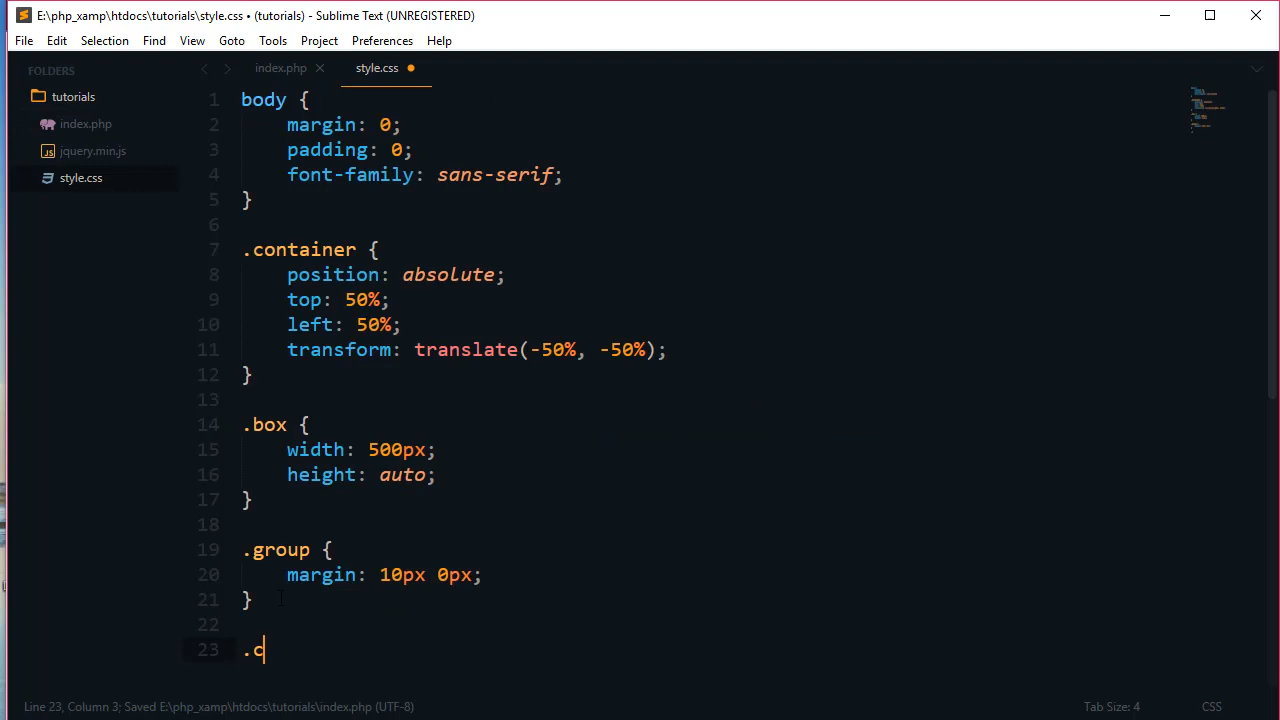 E:\php_xamp\htdocs\tutorials\style.css • (tutorials) - Sublime Text (UNREGISTERED)
File Edit Selection Find View Goto Tools Project Preferences Help
FOLDERS
tutorials
index.php
JS jquery.min.js
style.css
index.php style.css
1 body {
2 margin: 0;
3 padding: 0;
4 font-family: sans-serif;
5 }
6
7 .container {
8 position: absolute;
9 top: 50%;
10 left: 50%;
11 transform: translate(-50%, -50%);
12 }
13
14 .box {
15 width: 500px;
16 height: auto;
17 }
18
19 .group {
20 margin: 10px 0px;
21 }
22
23 .c
Line 23, Column 3; Saved E:\php_xamp\htdocs\tutorials\index.php (UTF-8) Tab Size: 4 CSS